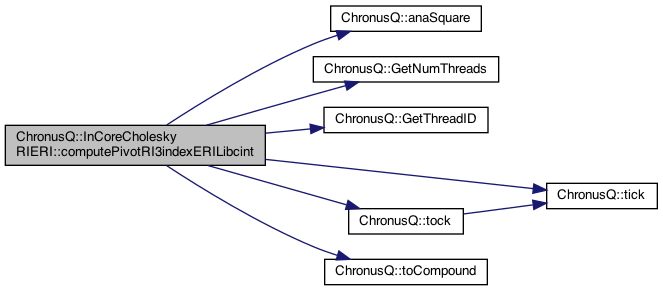 ChronusQ::anaSquare
ChronusQ::GetNumThreads
ChronusQ::GetThreadID
ChronusQ::InCoreCholesky
RIERI::computePivotRI3indexERILibcint
ChronusQ::tick
ChronusQ::tock
ChronusQ::toCompound